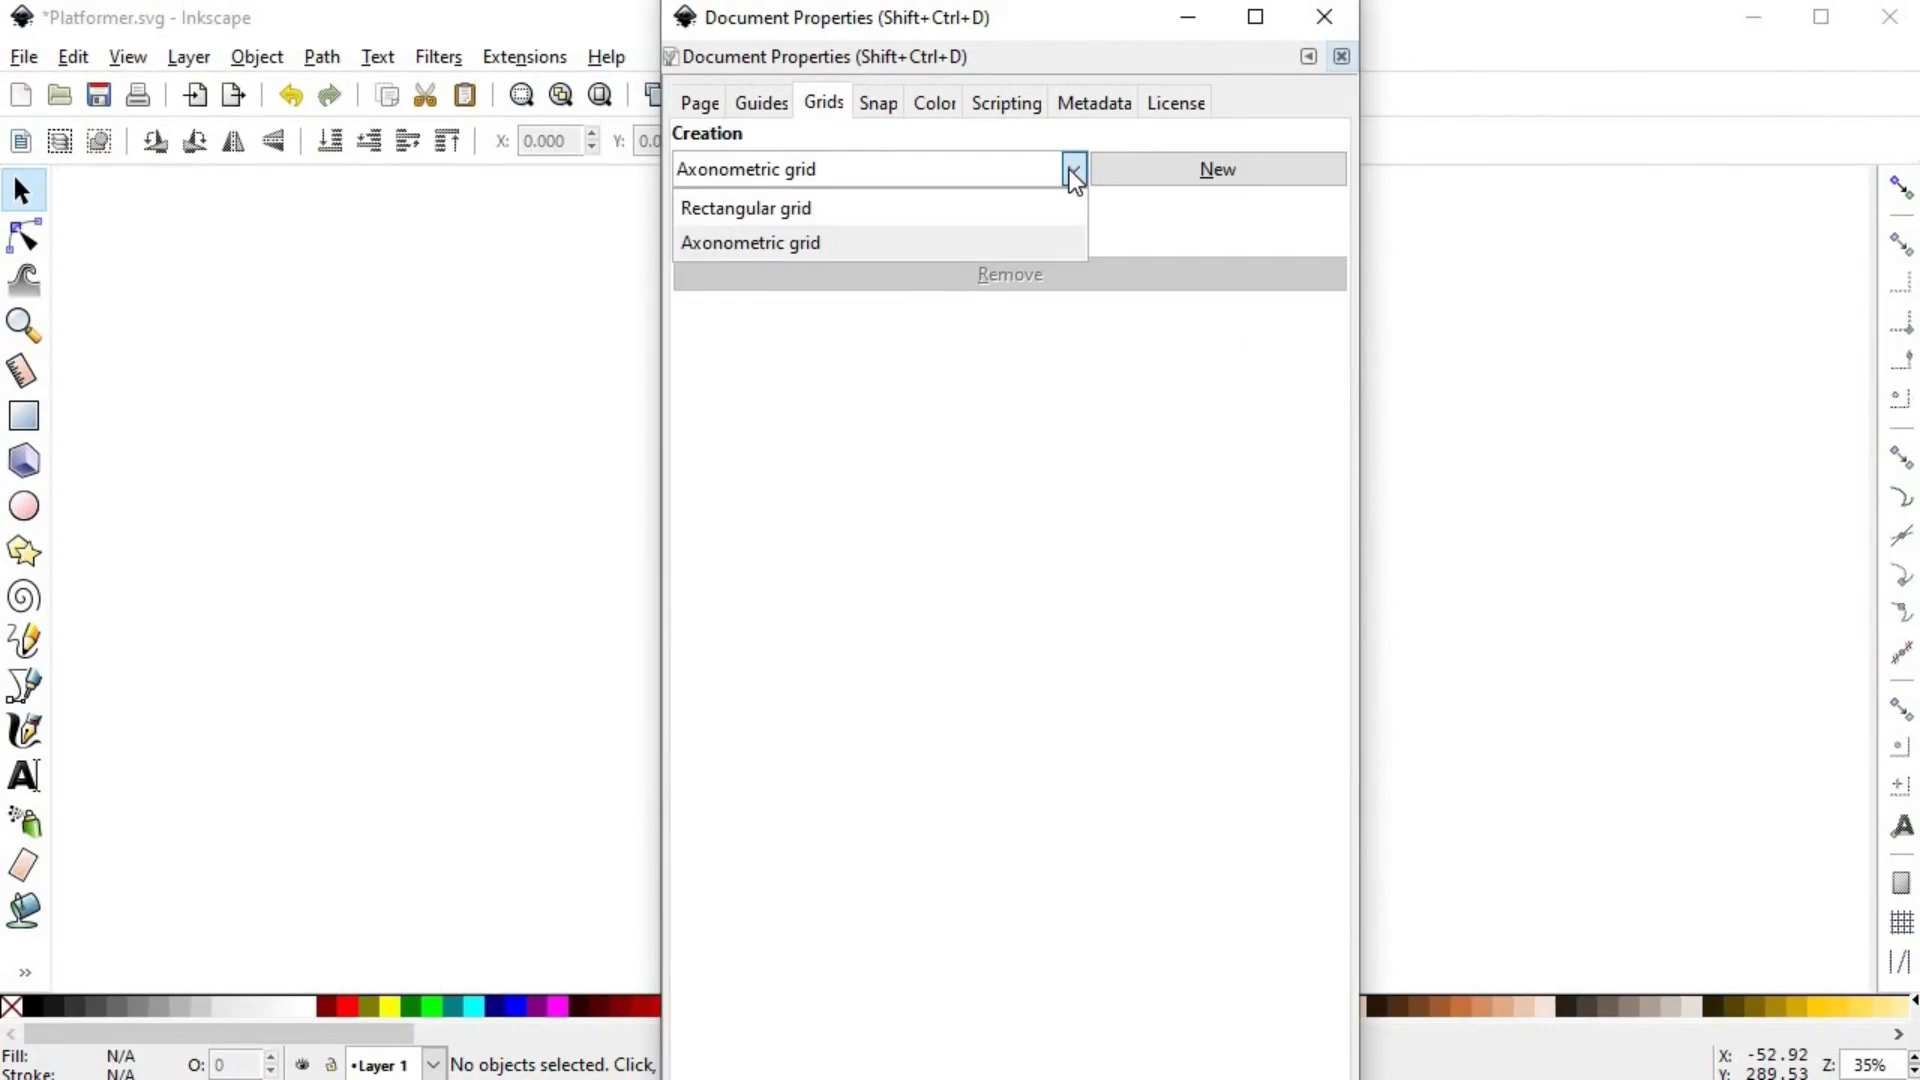 *Platformer.svg - Inkscape
File Edit View Layer Object Path Text Filters Extensions Help
X: 0.000 Y: 0.0
Document Properties (Shift+Ctrl+D)
Document Properties (Shift+Ctrl+D)
Page Guides Grids Snap Color Scripting Metadata License
Creation
Axonometric grid New
Rectangular grid
Axonometric grid
Remove
Fill: N/A O: 0 •Layer 1 No objects selected. Click,
Stroke: N/A
X: -52.92 Z: 35%
Y: 289.53